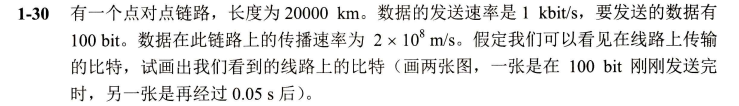 1-30 有一个点对点链路，长度为 20000 km。数据的发送速率是 1 kbit/s，要发送的数据有
100 bit。数据在此链路上的传播速率为 2 × 10⁸ m/s。假定我们可以看见在线路上传输
的比特，试画出我们看到的线路上的比特（画两张图，一张是在 100 bit 刚刚发送完
时，另一张是再经过 0.05 s 后）。